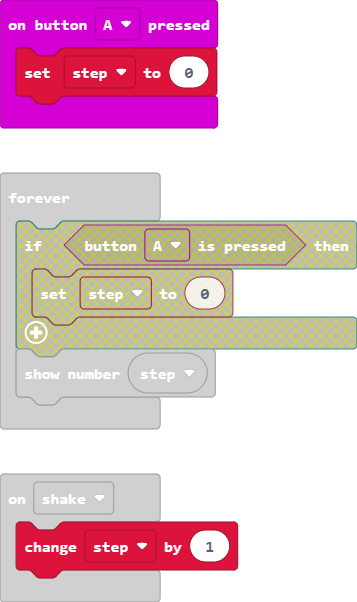 on button A pressed
set step to 0
forever
if button A is pressed then
set step to 0
show number step
on shake
change step by 1